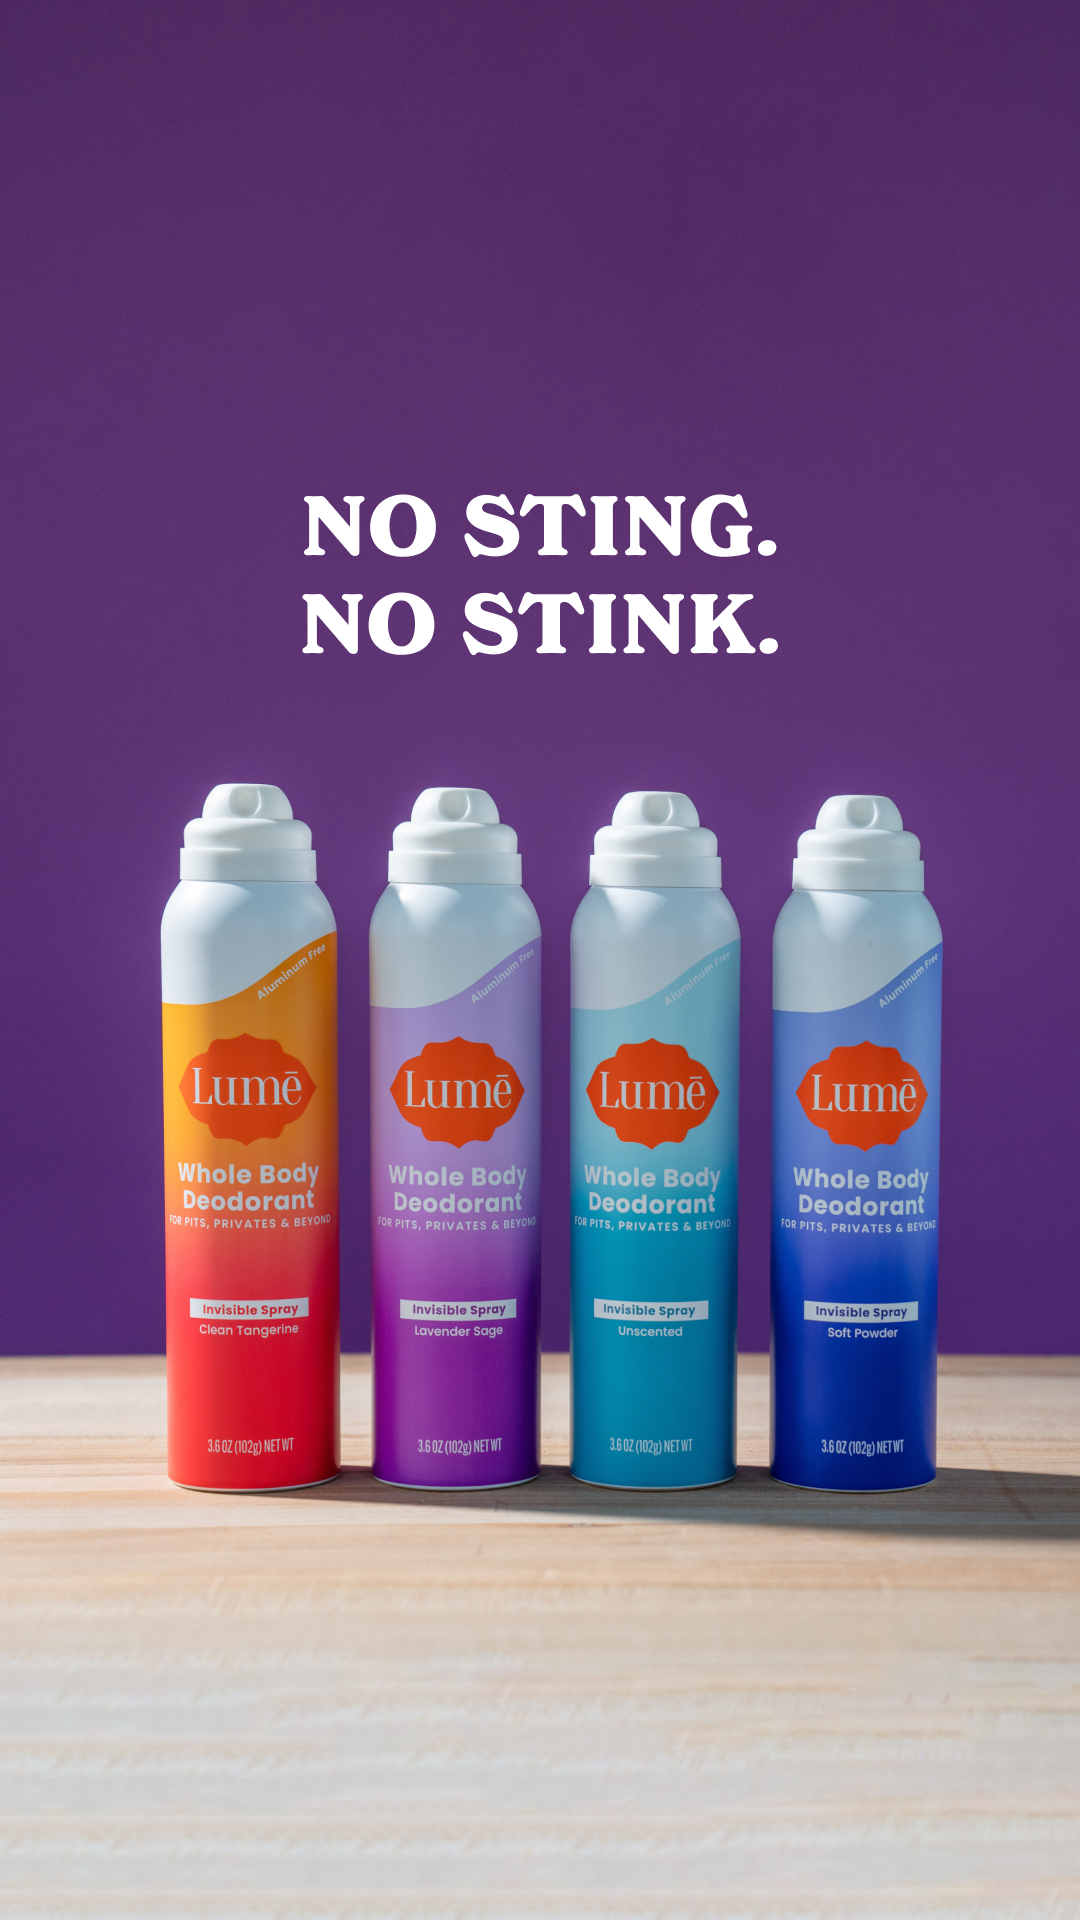 NO STING.
NO STINK.
Aluminum Free
Lumē
Whole Body
Deodorant
FOR PITS, PRIVATES & BEYOND
Invisible Spray
Clean Tangerine
3.6 OZ (102g) NET WT
Aluminum Free
Lumē
Whole Body
Deodorant
FOR PITS, PRIVATES & BEYOND
Invisible Spray
Lavender Sage
3.6 OZ (102g) NET WT
Aluminum Free
Lumē
Whole Body
Deodorant
FOR PITS, PRIVATES & BEYOND
Invisible Spray
Unscented
3.6 OZ (102g) NET WT
Aluminum Free
Lumē
Whole Body
Deodorant
FOR PITS, PRIVATES & BEYOND
Invisible Spray
Soft Powder
3.6 OZ (102g) NET WT